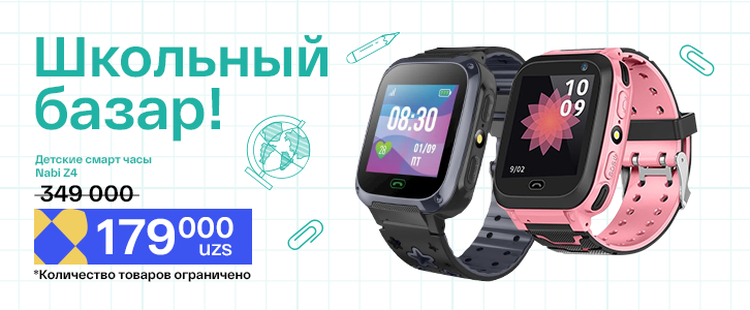 Школьный
базар!
Детские смарт часы
Nabi Z4
349 000
179 000
UZS
*Количество товаров ограничено
08:30
01/09
ПТ
10
09
9/02